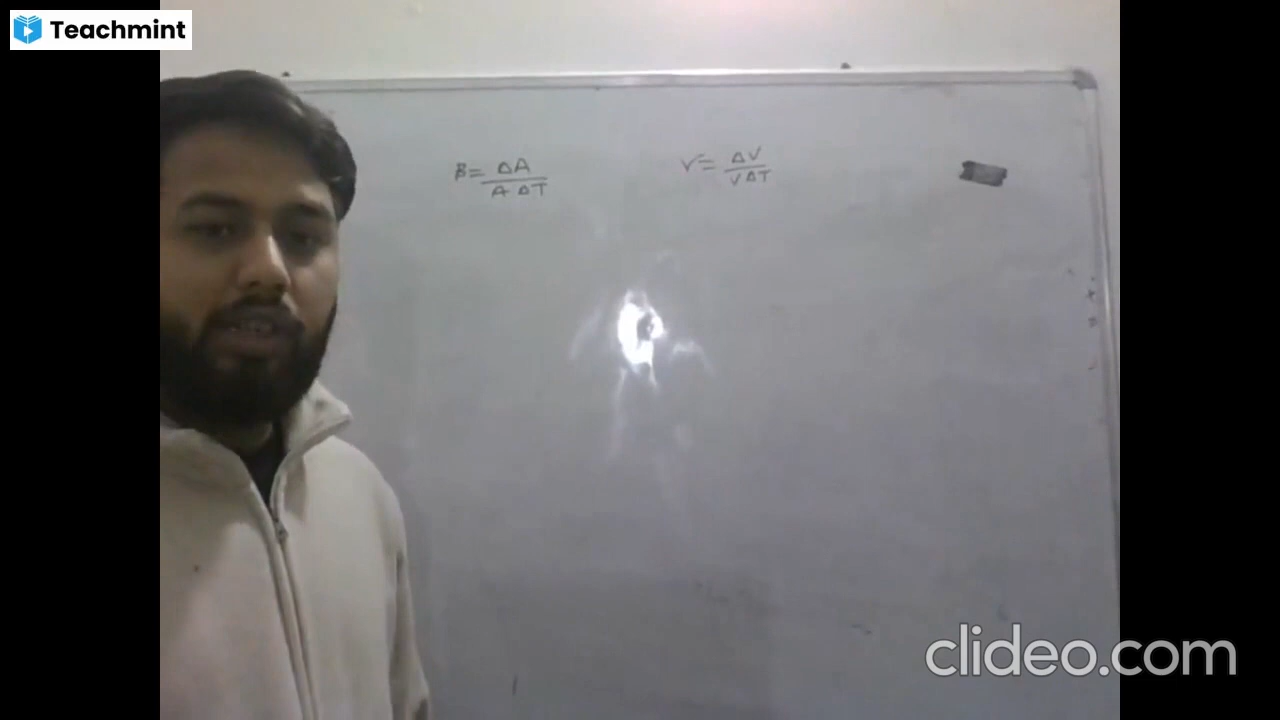 Teachmint
B = ΔA / A ΔT
γ = ΔV / V ΔT
clideo.com